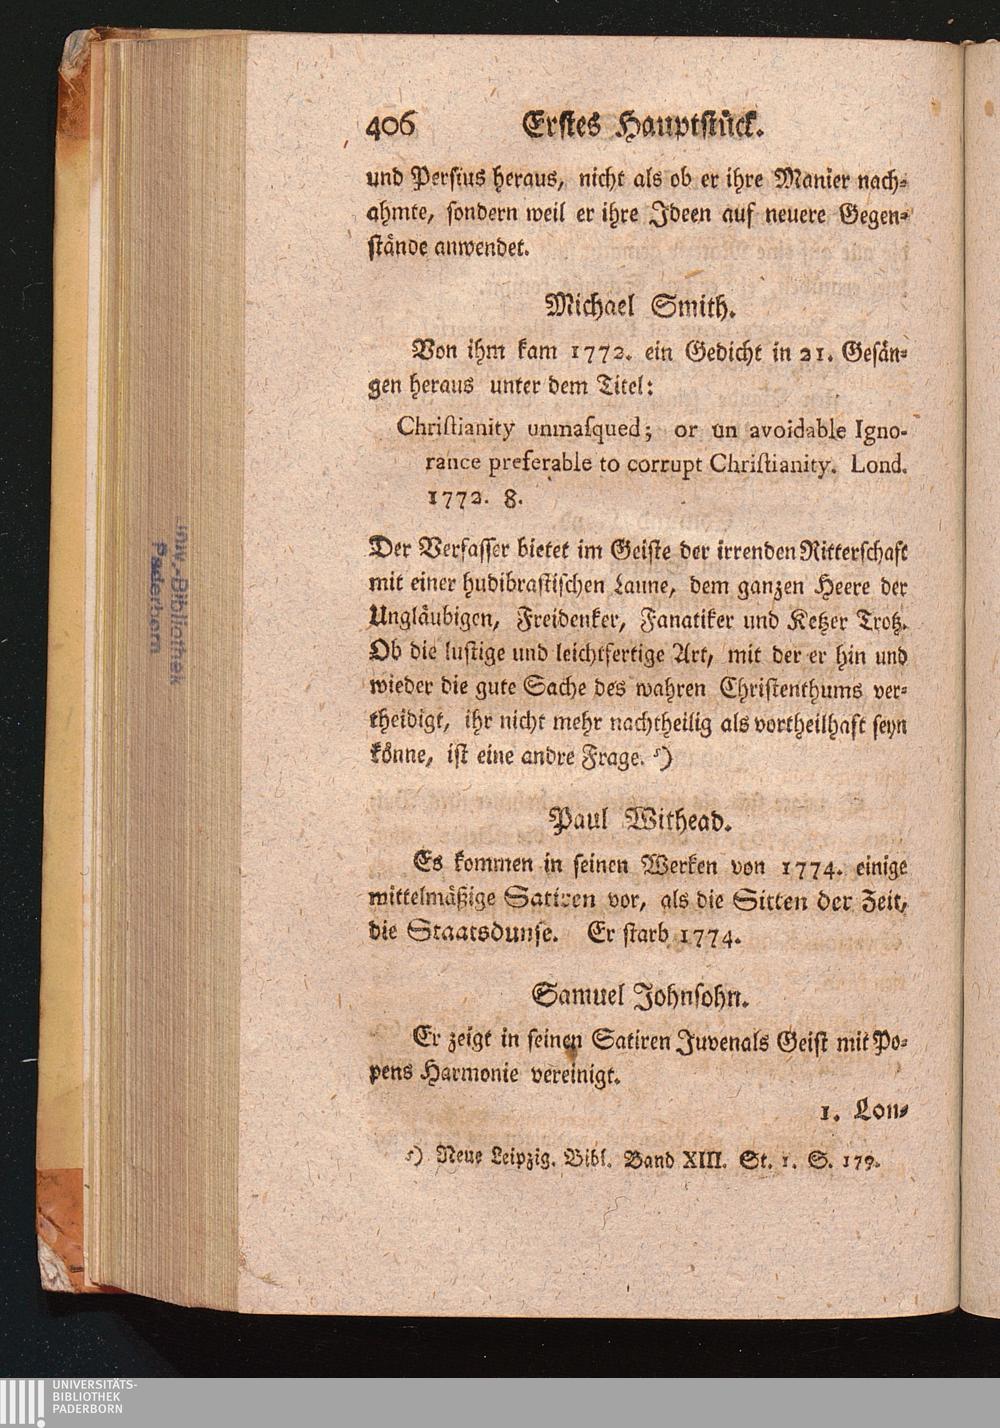 406 Erstes Hauptstück.
und Persius heraus, nicht als ob er ihre Manier nach-
ahmte, sondern weil er ihre Ideen auf neuere Gegen-
stände anwendet.
Michael Smith.
Von ihm kam 1772. ein Gedicht in 21. Gesän-
gen heraus unter dem Titel:
Chriſtianity unmaſqued; or un avoidable Igno-
rance preferable to corrupt Chriſtianity. Lond.
1772. 8.
Der Verfasser bietet im Geiste der irrenden Ritterschaft
mit einer hudibrastischen Laune, dem ganzen Heere der
Ungläubigen, Freidenker, Fanatiker und Ketzer Trotz.
Ob die lustige und leichtfertige Art, mit der er hin und
wieder die gute Sache des wahren Christenthums ver-
theidigt, ihr nicht mehr nachtheilig als vortheilhaft seyn
könne, ist eine andre Frage. s)
Paul Withead.
Es kommen in seinen Werken von 1774. einige
mittelmäßige Satiren vor, als die Sitten der Zeit,
die Staatsdunse. Er starb 1774.
Samuel Johnsohn.
Er zeigt in seinen Satiren Juvenals Geist mit Po-
pens Harmonie vereinigt.
1. Lon-
s) Neue Leipzig. Bibl. Band XIII. St. 1. S. 179.
Univ.-Bibliothek
Paderborn
UNIVERSITÄTS-
BIBLIOTHEK
PADERBORN